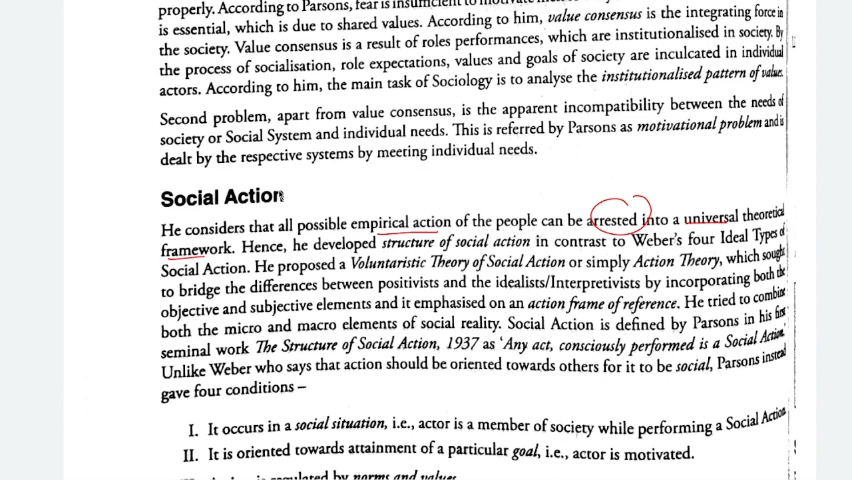 properly. According to Parsons, fear is insufficient to
is essential, which is due to shared values. According to him, value consensus is the integrating force in
the society. Value consensus is a result of roles performances, which are institutionalised in society. By
the process of socialisation, role expectations, values and goals of society are inculcated in individual
actors. According to him, the main task of Sociology is to analyse the institutionalised pattern of value.
Second problem, apart from value consensus, is the apparent incompatibility between the needs of
society or Social System and individual needs. This is referred by Parsons as motivational problem and is
dealt by the respective systems by meeting individual needs.
Social Action
He considers that all possible empirical action of the people can be arrested into a universal theoretical
framework. Hence, he developed structure of social action in contrast to Weber's four Ideal Types of
Social Action. He proposed a Voluntaristic Theory of Social Action or simply Action Theory, which sought
to bridge the differences between positivists and the idealists/Interpretivists by incorporating both the
objective and subjective elements and it emphasised on an action frame of reference. He tried to combine
both the micro and macro elements of social reality. Social Action is defined by Parsons in his first
seminal work The Structure of Social Action, 1937 as 'Any act, consciously performed is a Social Action.
Unlike Weber who says that action should be oriented towards others for it to be social, Parsons instead
gave four conditions –
I. It occurs in a social situation, i.e., actor is a member of society while performing a Social Action
II. It is oriented towards attainment of a particular goal, i.e., actor is motivated.
regulated by norms and values